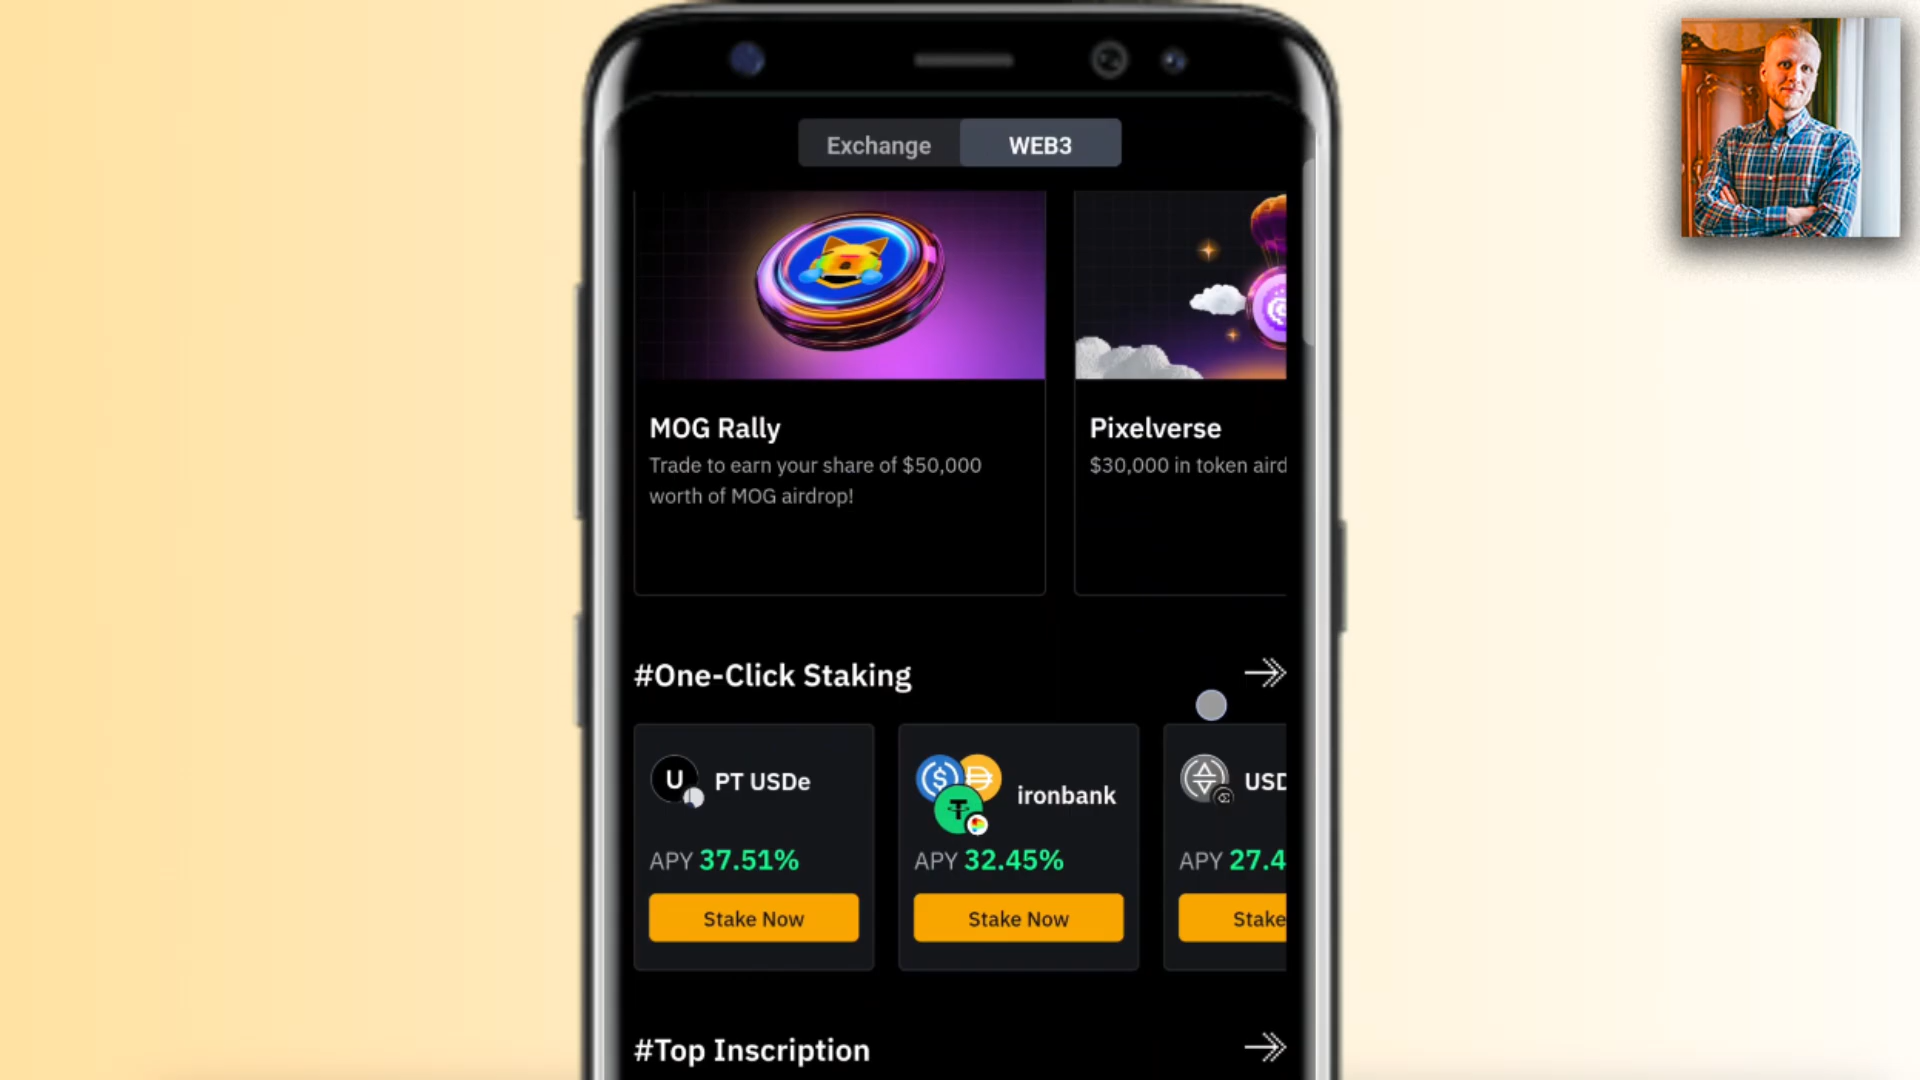 Exchange
WEB3
MOG Rally
Trade to earn your share of $50,000
worth of MOG airdrop!
Pixelverse
$30,000 in token aird
#One-Click Staking
U PT USDe
APY 37.51%
Stake Now
ironbank
APY 32.45%
Stake Now
USD
APY 27.4
Stake
#Top Inscription